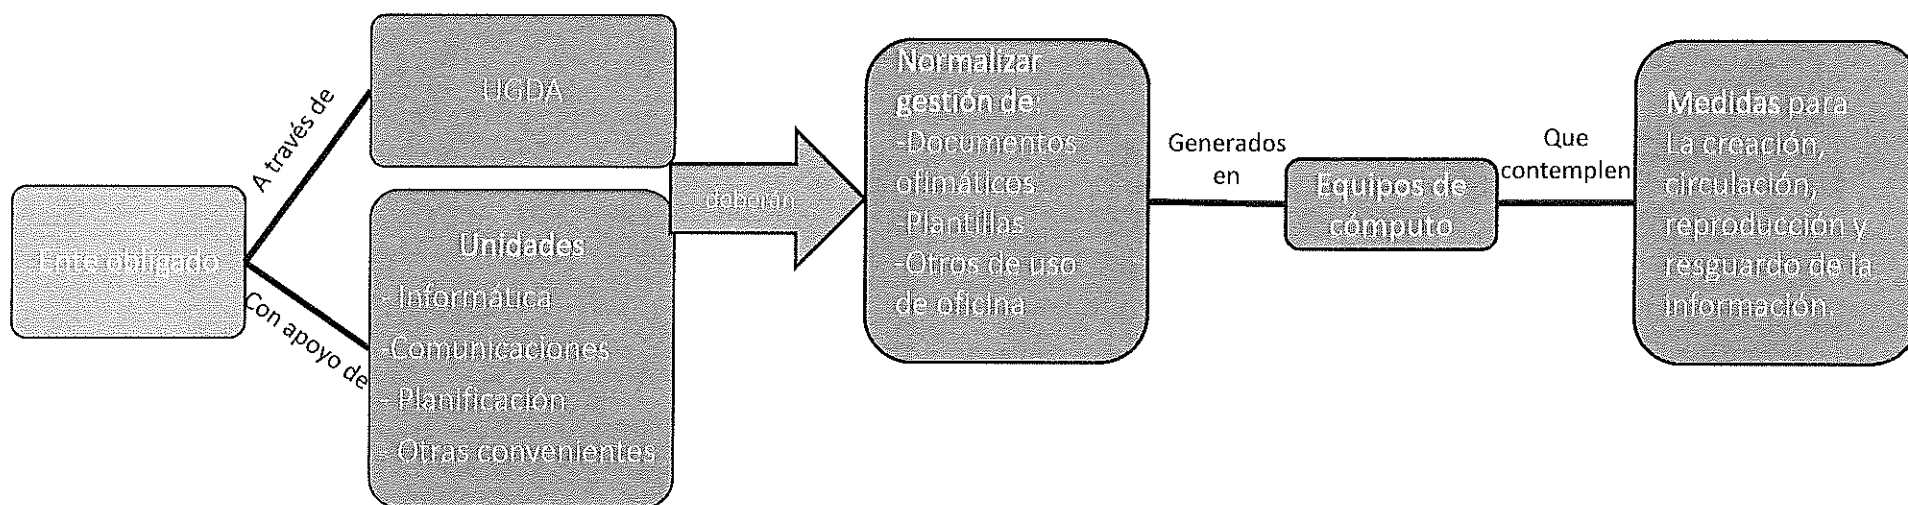 Ente obligado
A través de
Con apoyo de
UGDA
Unidades
- Informática
-Comunicaciones
- Planificación
- Otras convenientes
deberán
Normalizar
gestión de:
-Documentos
ofimáticos
-Plantillas
-Otros de uso
de oficina
Generados
en
Equipos de
cómputo
Que
contemplen
Medidas para
La creación,
circulación,
reproducción y
resguardo de la
información.